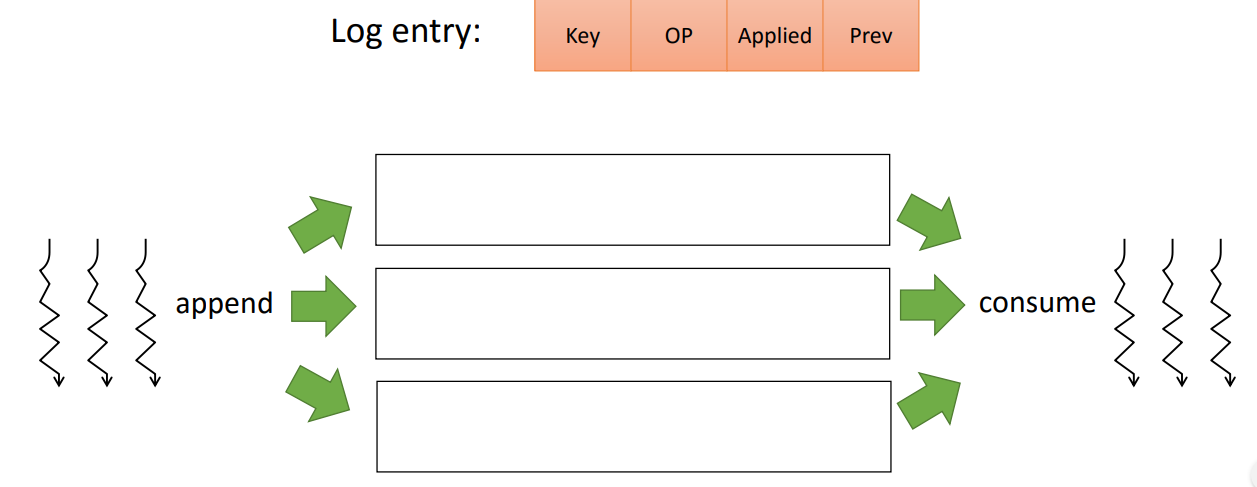 Log entry:
Key OP Applied Prev
append
consume